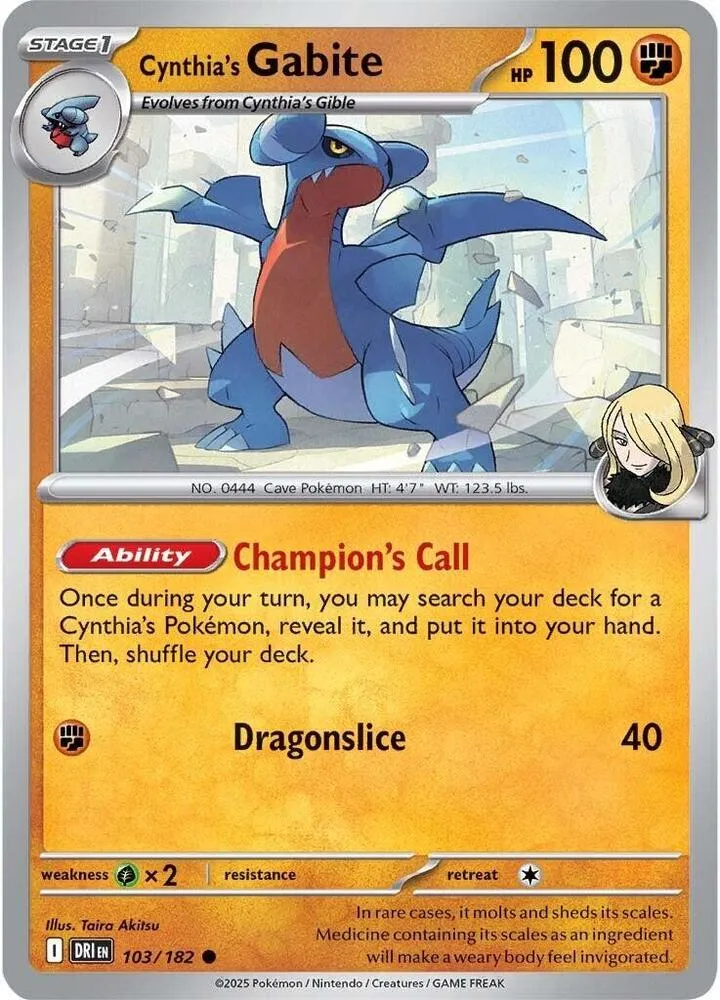 STAGE1
Cynthia's Gabite HP 100
Evolves from Cynthia's Gible
NO. 0444 Cave Pokémon HT: 4'7" WT: 123.5 lbs.
Ability Champion's Call
Once during your turn, you may search your deck for a
Cynthia's Pokémon, reveal it, and put it into your hand.
Then, shuffle your deck.
Dragonslice 40
weakness ×2 resistance retreat
Illus. Taira Akitsu
I DRI EN 103/182
In rare cases, it molts and sheds its scales.
Medicine containing its scales as an ingredient
will make a weary body feel invigorated.
©2025 Pokémon / Nintendo / Creatures / GAME FREAK